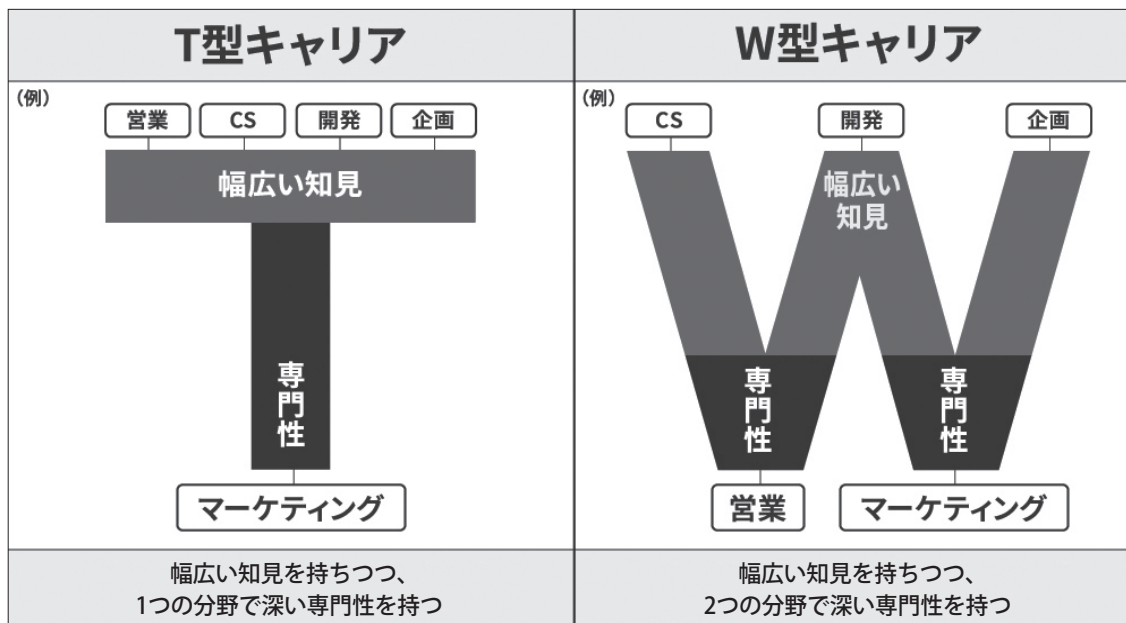 T型キャリア
(例)
営業
CS
開発
企画
幅広い知見
専門性
マーケティング
幅広い知見を持ちつつ、
1つの分野で深い専門性を持つ
W型キャリア
(例)
CS
開発
企画
幅広い
知見
専門性
専門性
営業
マーケティング
幅広い知見を持ちつつ、
2つの分野で深い専門性を持つ